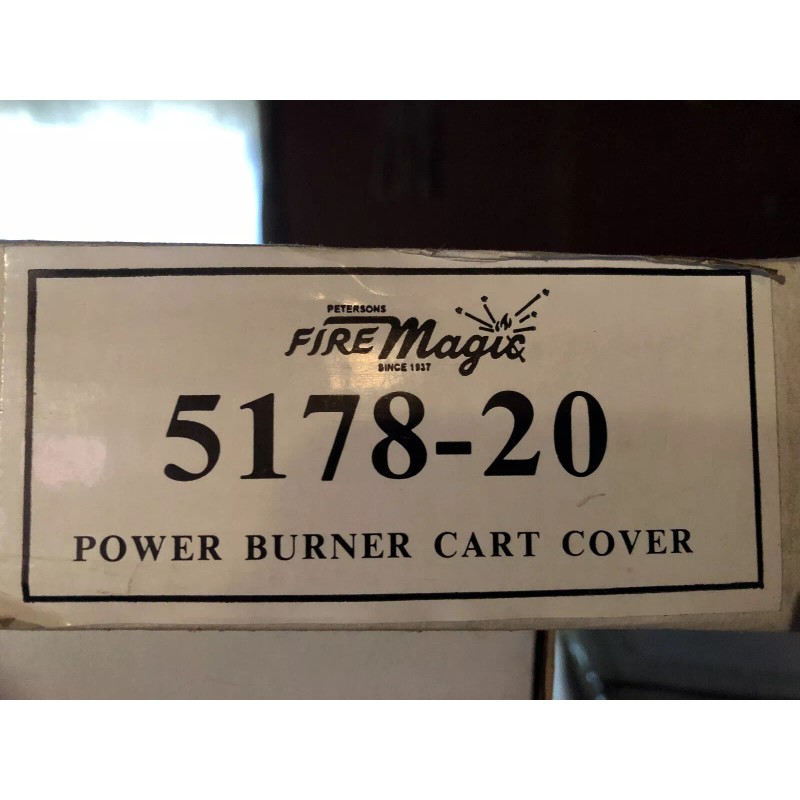 PETERSONS
FIRE Magic
SINCE 1937
5178-20
POWER BURNER CART COVER